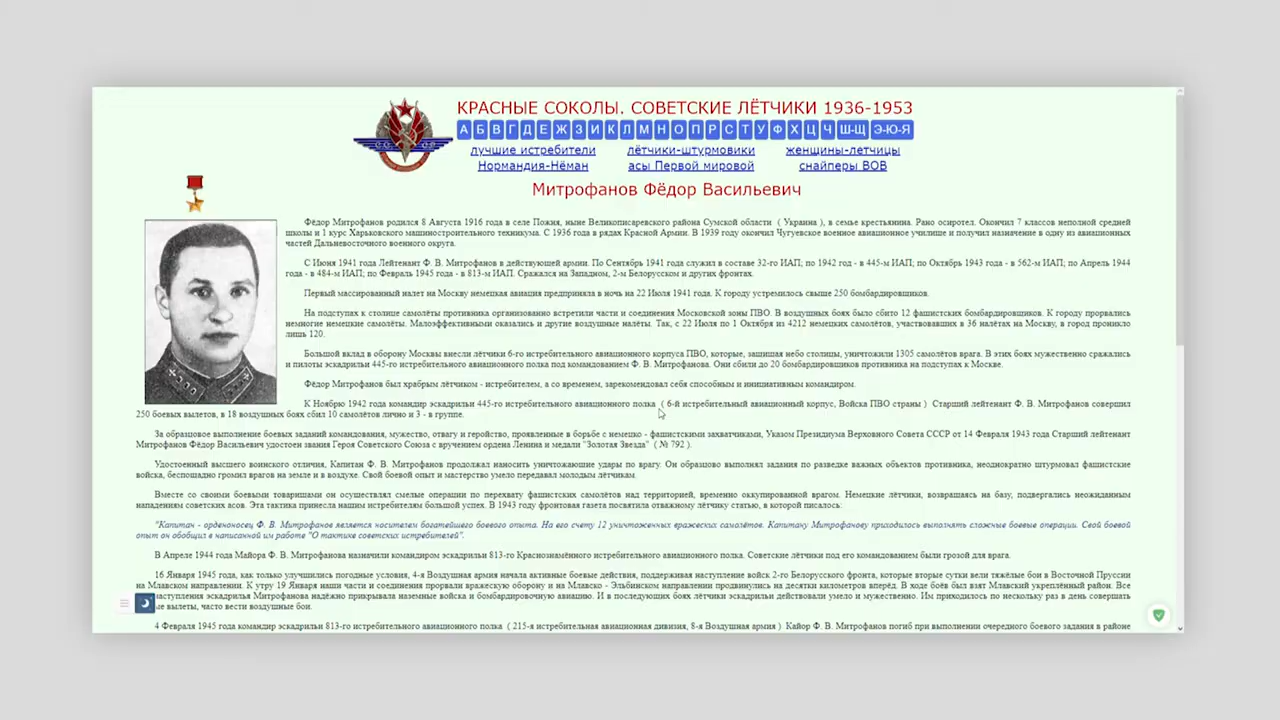 КРАСНЫЕ СОКОЛЫ. СОВЕТСКИЕ ЛЁТЧИКИ 1936-1953
А Б В Г Д Е Ж З И К Л М Н О П Р С Т У Ф Х Ц Ч Ш-Щ Э-Ю-Я
лучшие истребители лётчики-штурмовики женщины-летчицы
Нормандия-Нёман асы Первой мировой снайперы ВОВ
Митрофанов Фёдор Васильевич
Фёдор Митрофанов родился 8 Августа 1916 года в селе Пожня, ныне Великописаревского района Сумской области ( Украина ), в семье крестьянина. Рано осиротел. Окончил 7 классов неполной средней
школы и 1 курс Харьковского машиностроительного техникума. С 1936 года в рядах Красной Армии. В 1939 году окончил Чугуевское военное авиационное училище и получил назначение в одну из авиационных
частей Дальневосточного военного округа.
С Июня 1941 года Лейтенант Ф. В. Митрофанов в действующей армии. По Сентябрь 1941 года служил в составе 32-го ИАП; по 1942 год - в 445-м ИАП; по Октябрь 1943 года - в 562-м ИАП; по Апрель 1944
года - в 484-м ИАП; по Февраль 1945 года - в 813-м ИАП. Сражался на Западном, 2-м Белорусском и других фронтах.
Первый массированный налет на Москву немецкая авиация предприняла в ночь на 22 Июля 1941 года. К городу устремилось свыше 250 бомбардировщиков.
На подступах к столице самолёты противника организованно встретили части и соединения Московской зоны ПВО. В воздушных боях было сбито 12 фашистских бомбардировщиков. К городу прорвались
немногие немецкие самолёты. Малоэффективными оказались и другие воздушные налёты. Так, с 22 Июля по 1 Октября из 4212 немецких самолётов, участвовавших в 36 налётах на Москву, в город проникло
лишь 120.
Большой вклад в оборону Москвы внесли лётчики 6-го истребительного авиационного корпуса ПВО, которые, защищая небо столицы, уничтожили 1305 самолётов врага. В этих боях мужественно сражались
и пилоты эскадрильи 445-го истребительного авиационного полка под командованием Ф. В. Митрофанова. Они сбили до 20 бомбардировщиков противника на подступах к Москве.
Фёдор Митрофанов был храбрым лётчиком - истребителем, а со временем, зарекомендовал себя способным и инициативным командиром.
К Ноябрю 1942 года командир эскадрильи 445-го истребительного авиационного полка ( 6-й истребительный авиационный корпус, Войска ПВО страны ) Старший лейтенант Ф. В. Митрофанов совершил
250 боевых вылетов, в 18 воздушных боях сбил 10 самолётов лично и 3 - в группе.
За образцовое выполнение боевых заданий командования, мужество, отвагу и геройство, проявленные в борьбе с немецко - фашистскими захватчиками, Указом Президиума Верховного Совета СССР от 14 Февраля 1943 года Старший лейтенант
Митрофанов Фёдор Васильевич удостоен звания Героя Советского Союза с вручением ордена Ленина и медали "Золотая Звезда" ( № 792 ).
Удостоенный высшего воинского отличия, Капитан Ф. В. Митрофанов продолжал наносить уничтожающие удары по врагу. Он образцово выполнял задания по разведке важных объектов противника, неоднократно штурмовал фашистские
войска, беспощадно громил врагов на земле и в воздухе. Свой боевой опыт и мастерство умело передавал молодым лётчикам.
Вместе со своими боевыми товарищами он осуществлял смелые операции по перехвату фашистских самолётов над территорией, временно оккупированной врагом. Немецкие лётчики, возвращаясь на базу, подвергались неожиданным
нападениям советских асов. Эта тактика принесла нашим истребителям большой успех. В 1943 году фронтовая газета посвятила отважному лётчику статью, в которой писалось:
"Капитан - орденоносец Ф. В. Митрофанов является носителем богатейшего боевого опыта. На его счету 12 уничтоженных вражеских самолётов. Капитану Митрофанову приходилось выполнять сложные боевые операции. Свой боевой
опыт он обобщил в написанной им работе "О тактике советских истребителей".
В Апреле 1944 года Майора Ф. В. Митрофанова назначили командиром эскадрильи 813-го Краснознамённого истребительного авиационного полка. Советские лётчики под его командованием были грозой для врага.
16 Января 1945 года, как только улучшились погодные условия, 4-я Воздушная армия начала активные боевые действия, поддерживая наступление войск 2-го Белорусского фронта, которые вторые сутки вели тяжёлые бои в Восточной Пруссии
на Млавском направлении. К утру 19 Января наши части и соединения прорвали вражескую оборону и на Млавско - Эльбинском направлении продвинулись на десятки километров вперёд. В ходе боёв был взят Млавский укреплённый район. Все
наступления эскадрилья Митрофанова надёжно прикрывала наземные войска и бомбардировочную авиацию. И в последующих боях лётчики эскадрильи действовали умело и мужественно. Им приходилось по нескольку раз в день совершать
ые вылеты, часто вести воздушные бои.
4 Февраля 1945 года командир эскадрильи 813-го истребительного авиационного полка ( 215-я истребительная авиационная дивизия, 8-я Воздушная армия ) Кайор Ф. В. Митрофанов погиб при выполнении очередного боевого задания в районе